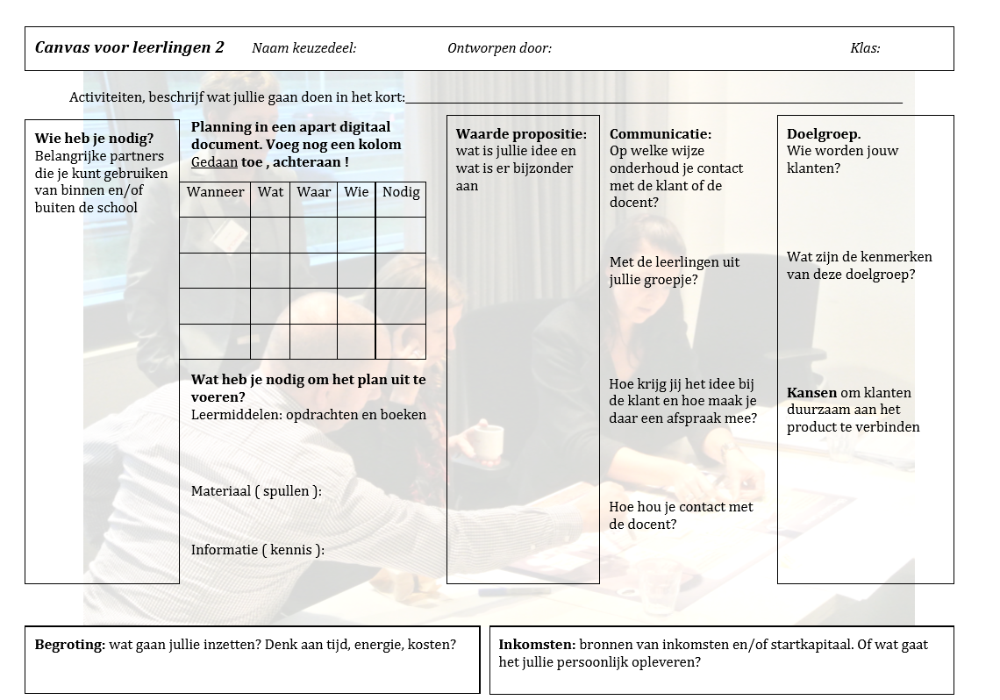 Canvas voor leerlingen 2 Naam keuzedeel: Ontworpen door: Klas:
Activiteiten, beschrijf wat jullie gaan doen in het kort:
Wie heb je nodig?
Belangrijke partners
die je kunt gebruiken
van binnen en/of
buiten de school
Planning in een apart digitaal
document. Voeg nog een kolom
Gedaan toe , achteraan !
Wanneer Wat Waar Wie Nodig
Wat heb je nodig om het plan uit te
voeren?
Leermiddelen: opdrachten en boeken
Materiaal ( spullen ):
Informatie ( kennis ):
Waarde propositie:
wat is jullie idee en
wat is er bijzonder
aan
Communicatie:
Op welke wijze
onderhoud je contact
met de klant of de
docent?
Met de leerlingen uit
jullie groepje?
Hoe krijg jij het idee bij
de klant en hoe maak je
daar een afspraak mee?
Hoe hou je contact met
de docent?
Doelgroep.
Wie worden jouw
klanten?
Wat zijn de kenmerken
van deze doelgroep?
Kansen om klanten
duurzaam aan het
product te verbinden
Begroting: wat gaan jullie inzetten? Denk aan tijd, energie, kosten?
Inkomsten: bronnen van inkomsten en/of startkapitaal. Of wat gaat
het jullie persoonlijk opleveren?